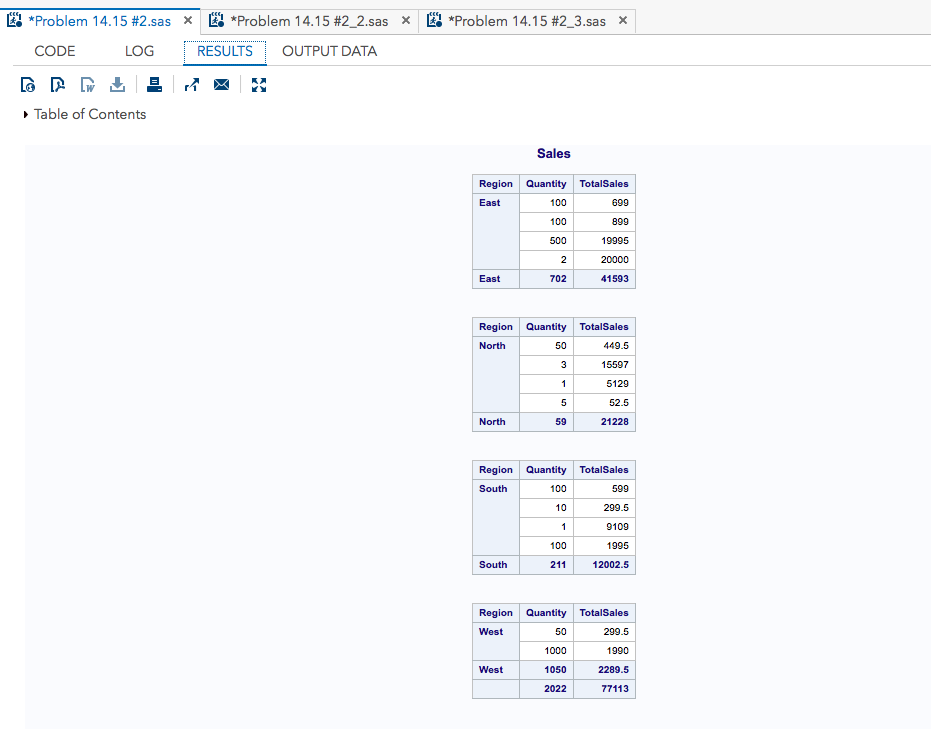 *Problem 14.15 #2.sas × *Problem 14.15 #2_2.sas × *Problem 14.15 #2_3.sas ×
CODE LOG RESULTS OUTPUT DATA
Table of Contents
Sales
Region Quantity TotalSales
East 100 699
100 899
500 19995
2 20000
East 702 41593
Region Quantity TotalSales
North 50 449.5
3 15597
1 5129
5 52.5
North 59 21228
Region Quantity TotalSales
South 100 599
10 299.5
1 9109
100 1995
South 211 12002.5
Region Quantity TotalSales
West 50 299.5
1000 1990
West 1050 2289.5
2022 77113